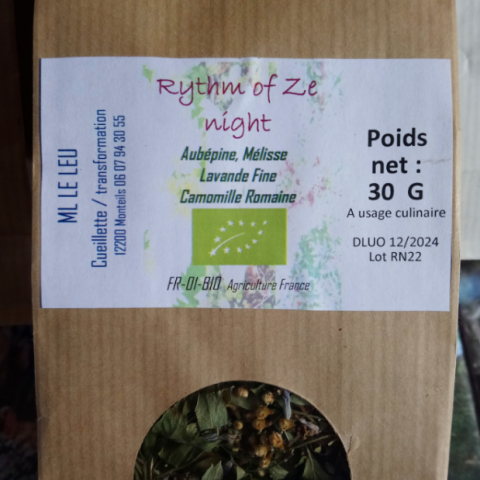 Rythm of Ze
night
Aubépine, Mélisse
Lavande Fine
Camomille Romaine
FR-01-BIO Agriculture France
ML LE LEU
Cueillette / transformation
12200 Monteils 06 07 94 30 55
Poids
net :
30 G
A usage culinaire
DLUO 12/2024
Lot RN22